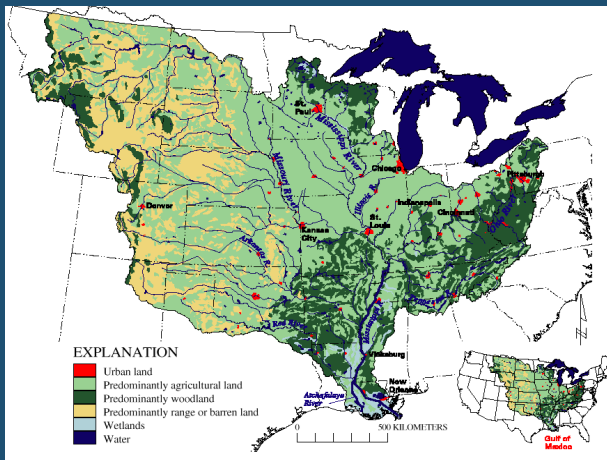 St.
Paul
Mississippi River
Missouri River
Chicago
Pittsburgh
Illinois R.
Indianapolis
Cincinnati
Ohio River
Denver
Kansas
City
St.
Louis
Arkansas R.
Tennessee R.
Red River
Mississippi R.
Vicksburg
EXPLANATION
Urban land
Predominantly agricultural land
Predominantly woodland
Predominantly range or barren land
Wetlands
Water
Atchafalaya
River
New
Orleans
0
500 KILOMETERS
Gulf of
Mexico